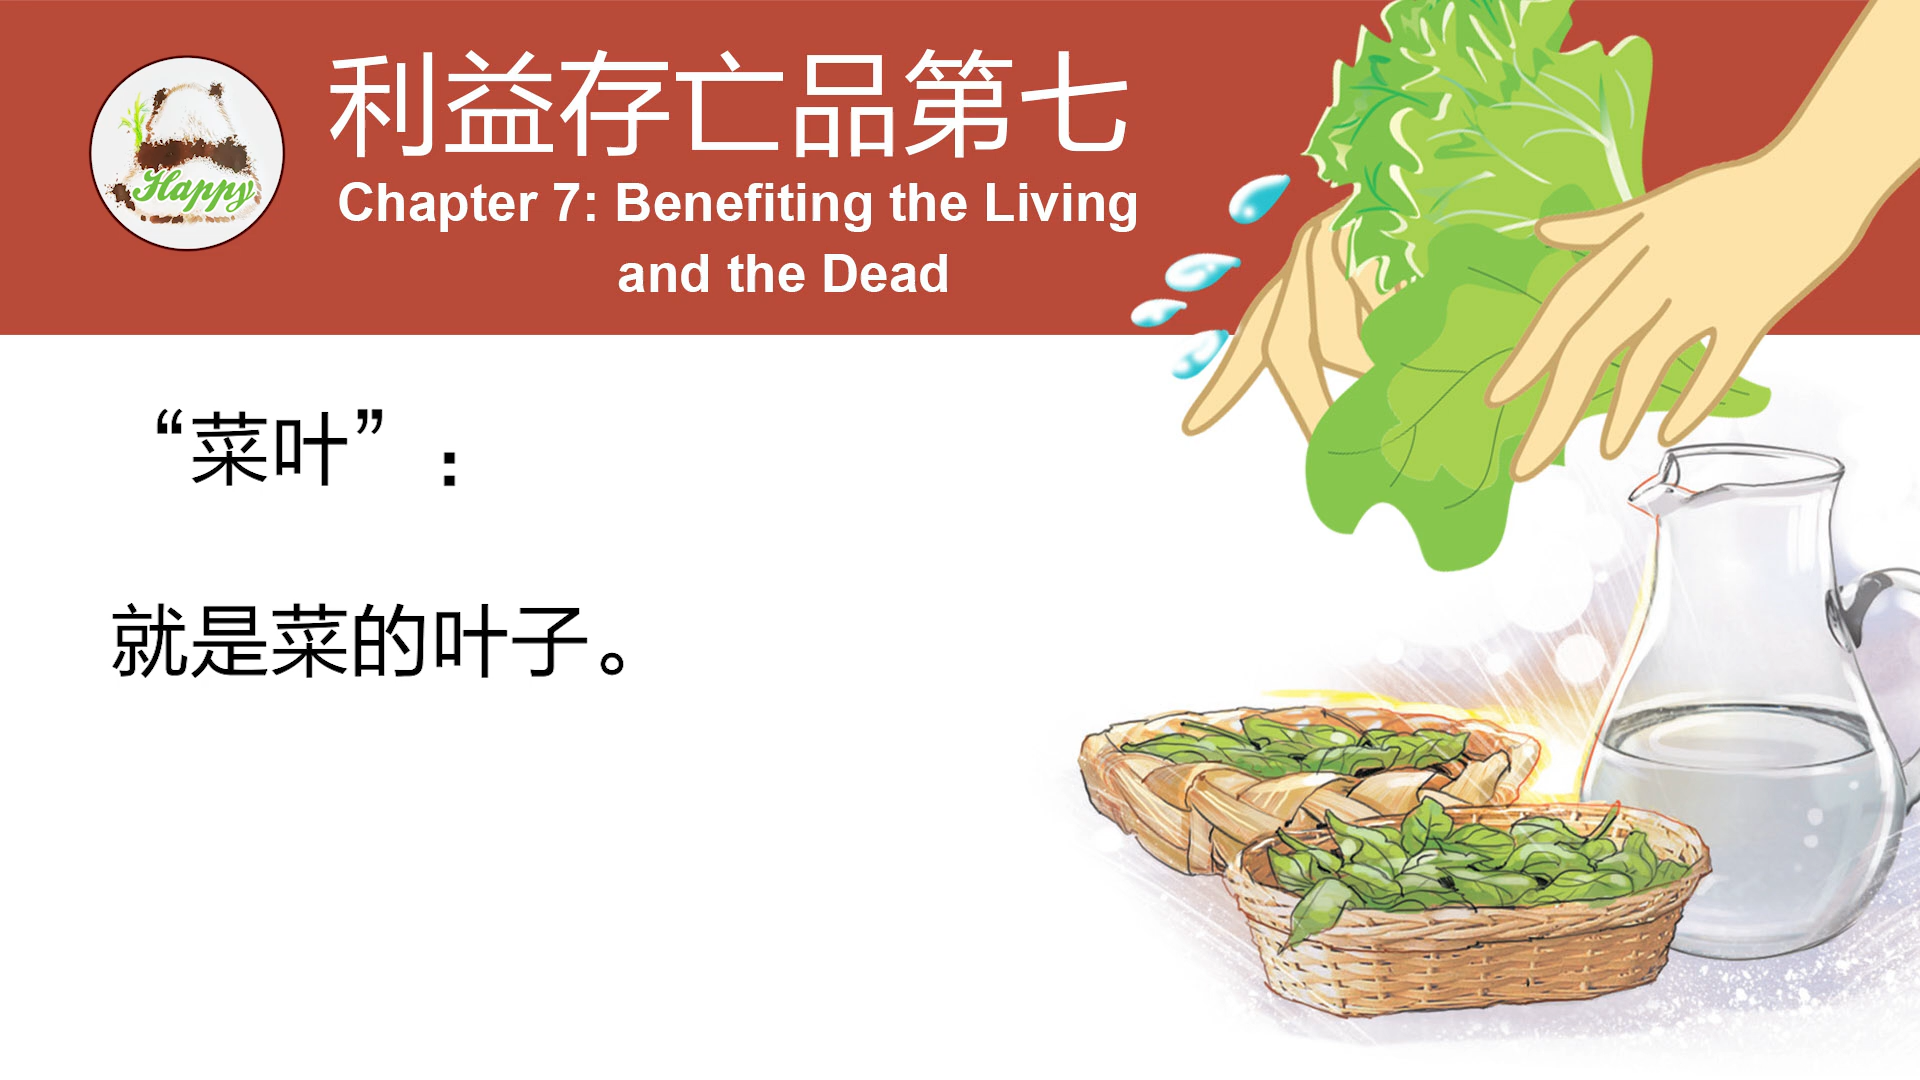 利益存亡品第七
Chapter 7: Benefiting the Living
and the Dead
Happy
“菜叶”：
就是菜的叶子。